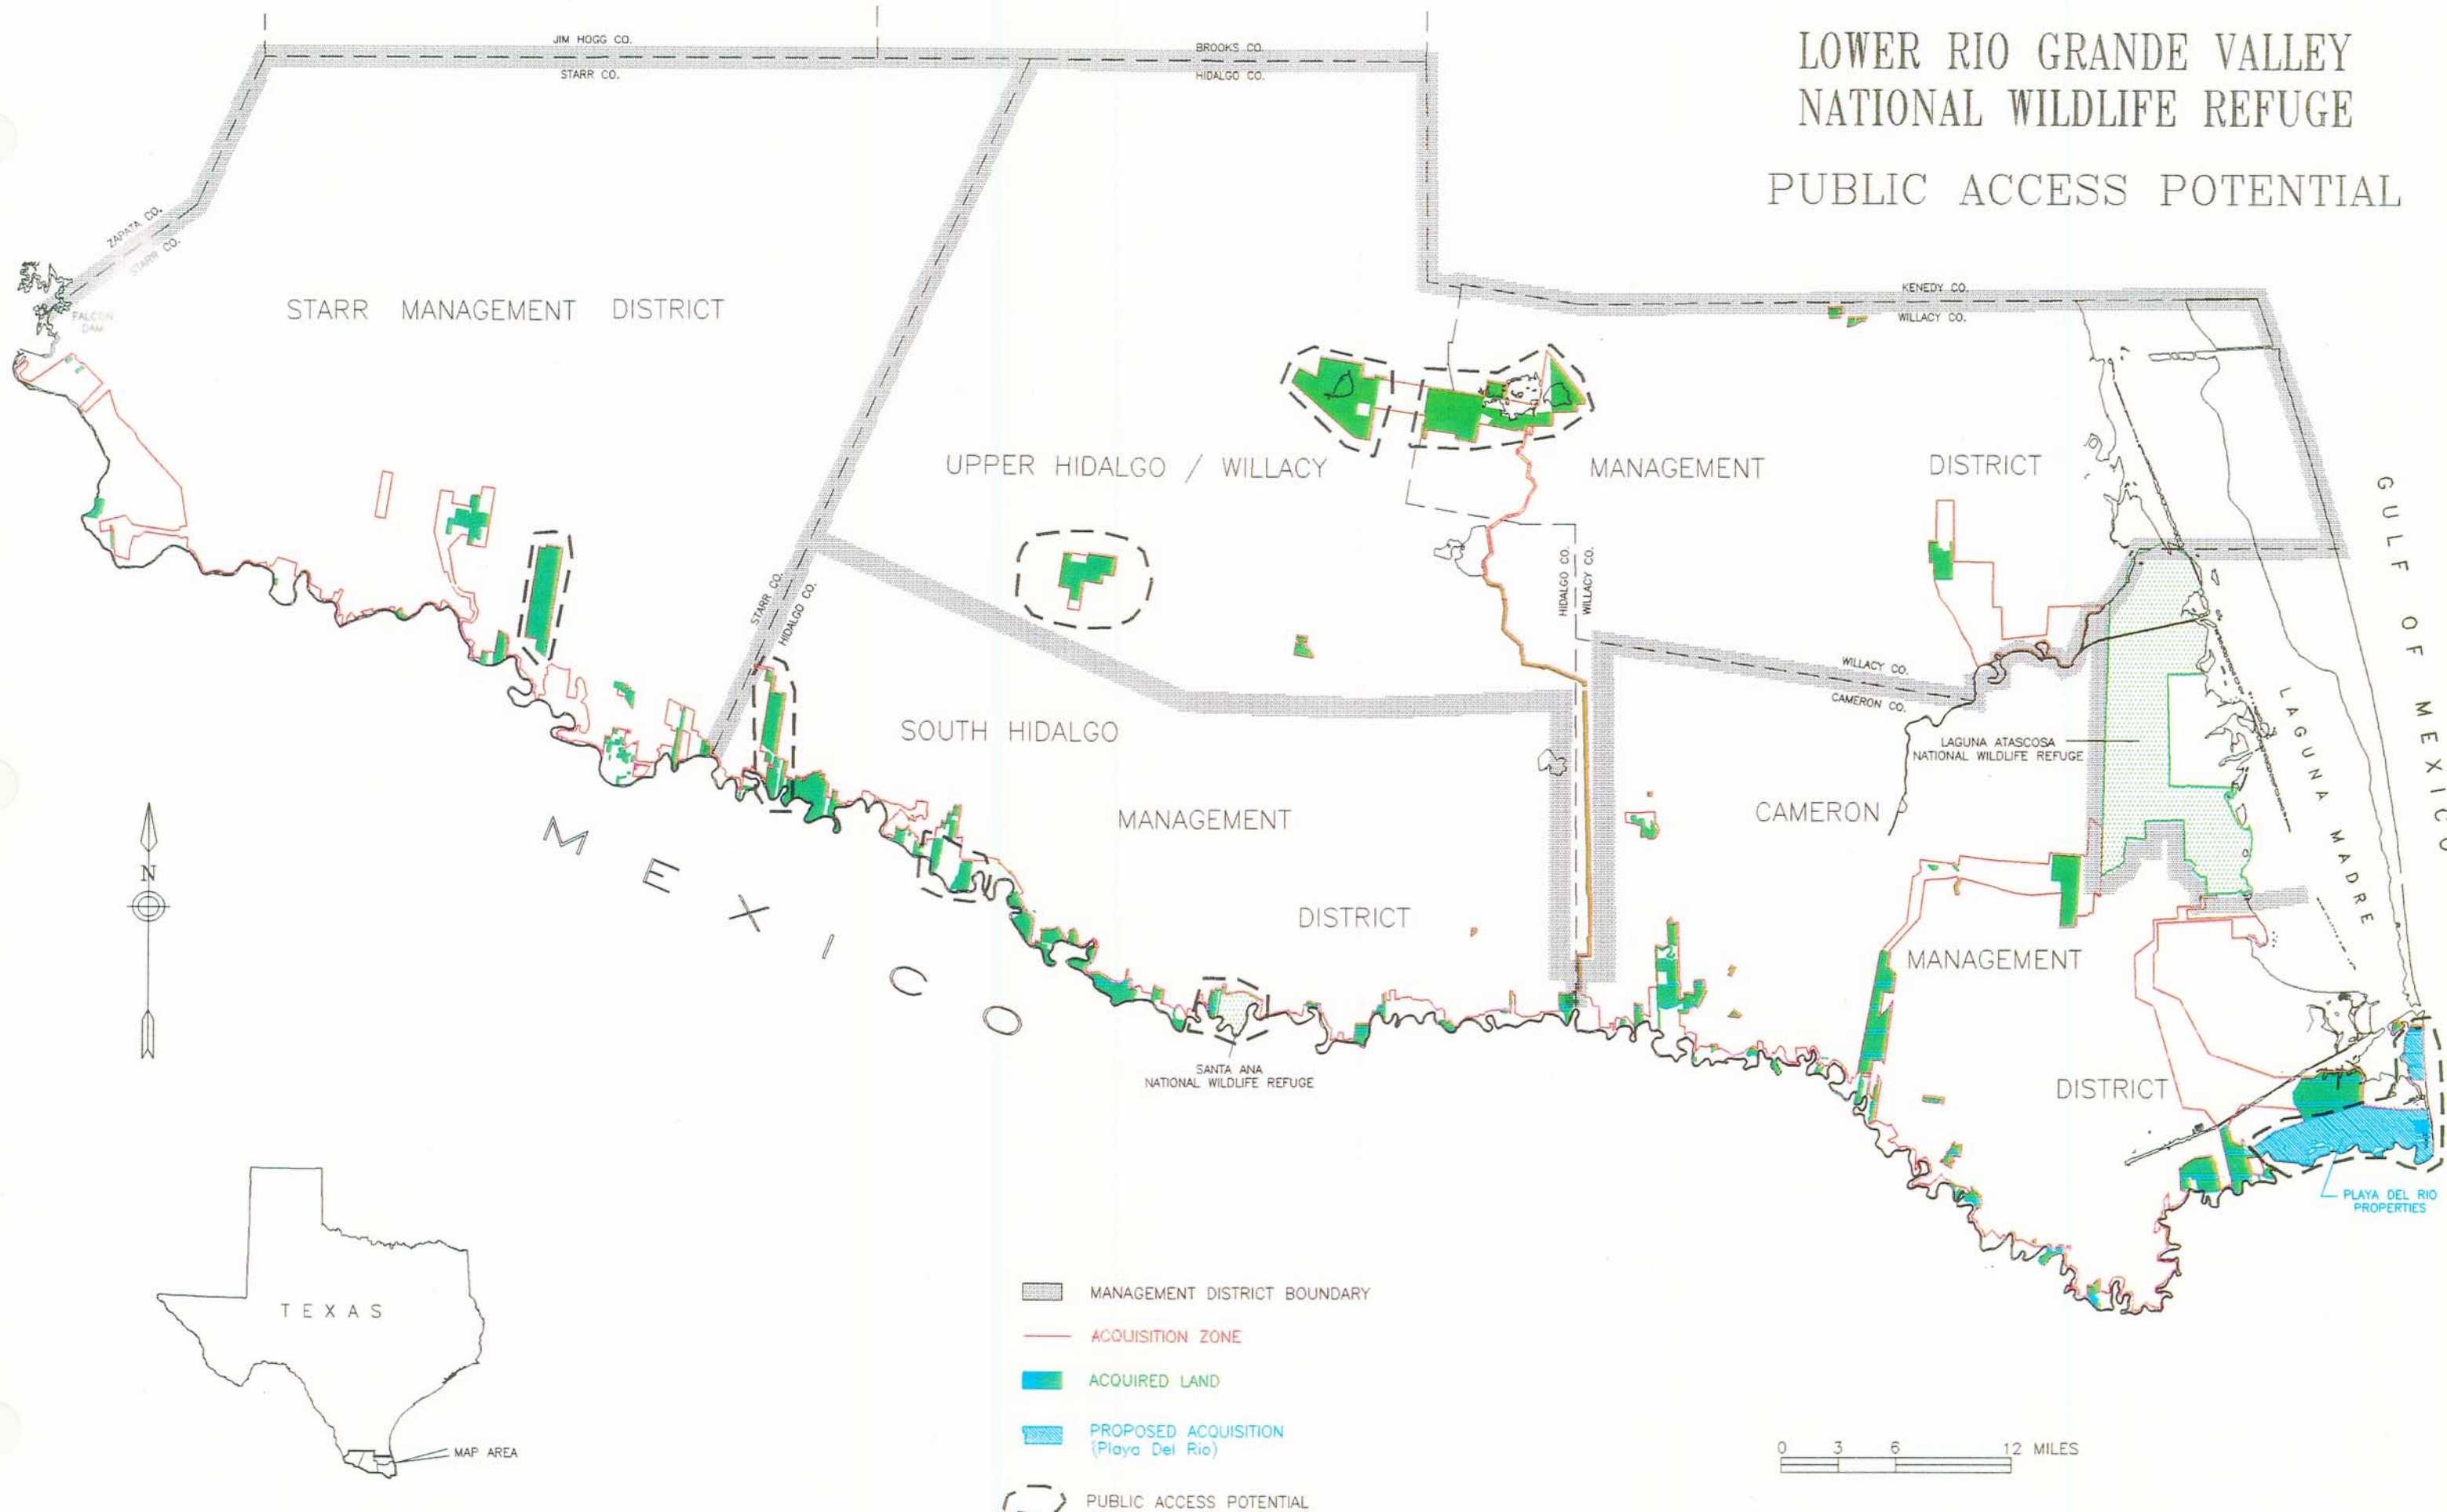 LOWER RIO GRANDE VALLEY
NATIONAL WILDLIFE REFUGE
PUBLIC ACCESS POTENTIAL
JIM HOGG CO.
STARR CO.
BROOKS CO.
HIDALGO CO.
ZAPATA CO.
STARR CO.
FALCON
DAM
STARR MANAGEMENT DISTRICT
KENEDY CO.
WILLACY CO.
UPPER HIDALGO / WILLACY MANAGEMENT DISTRICT
STARR CO.
HIDALGO CO.
HIDALGO CO.
WILLACY CO.
WILLACY CO.
CAMERON CO.
GULF OF MEXICO
LAGUNA MADRE
LAGUNA ATASCOSA
NATIONAL WILDLIFE REFUGE
SOUTH HIDALGO
MANAGEMENT
DISTRICT
CAMERON
MANAGEMENT
DISTRICT
MEXICO
N
SANTA ANA
NATIONAL WILDLIFE REFUGE
PLAYA DEL RIO
PROPERTIES
TEXAS
MAP AREA
MANAGEMENT DISTRICT BOUNDARY
ACQUISITION ZONE
ACQUIRED LAND
PROPOSED ACQUISITION
(Playa Del Rio)
PUBLIC ACCESS POTENTIAL
0 3 6 12 MILES